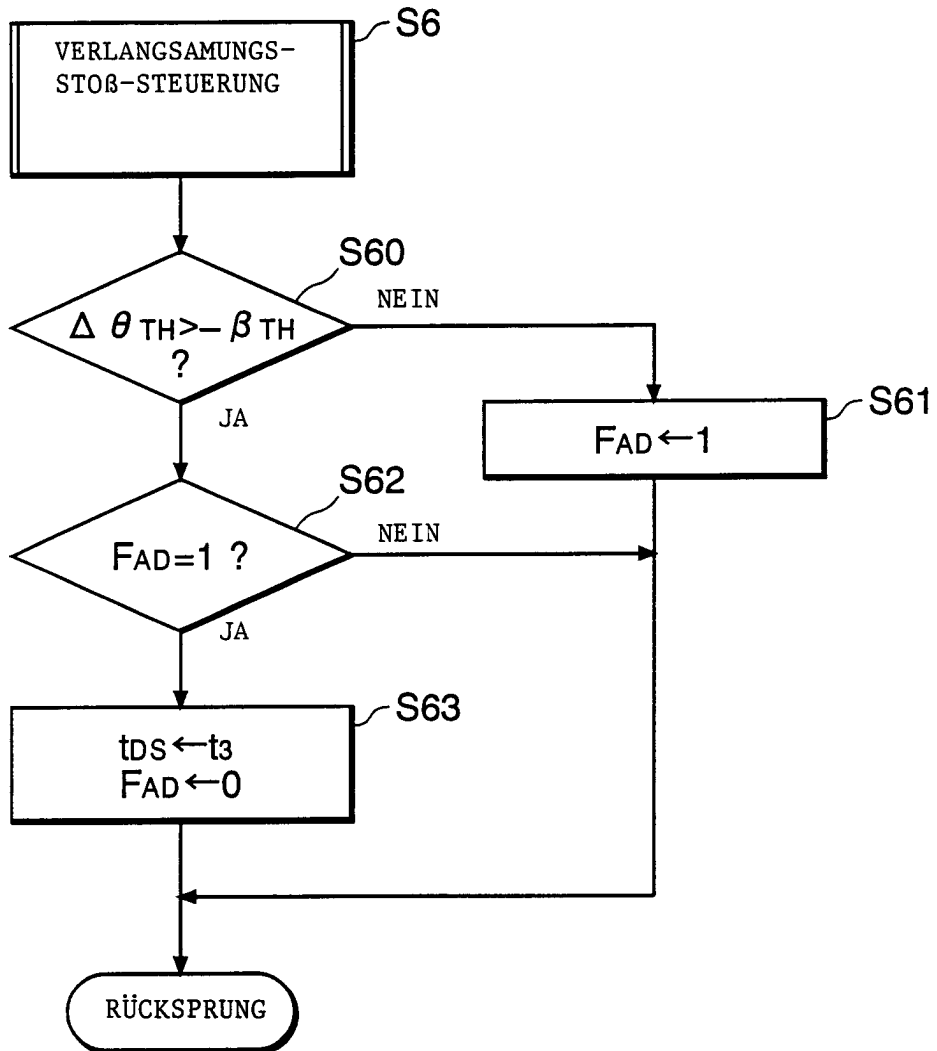 S6
VERLANGSAMUNGS-
STOß-STEUERUNG
S60
Δ θ TH>− β TH
?
NEIN
JA
S61
FAD←1
S62
FAD=1 ?
NEIN
JA
S63
tDS←t3
FAD←0
RÜCKSPRUNG